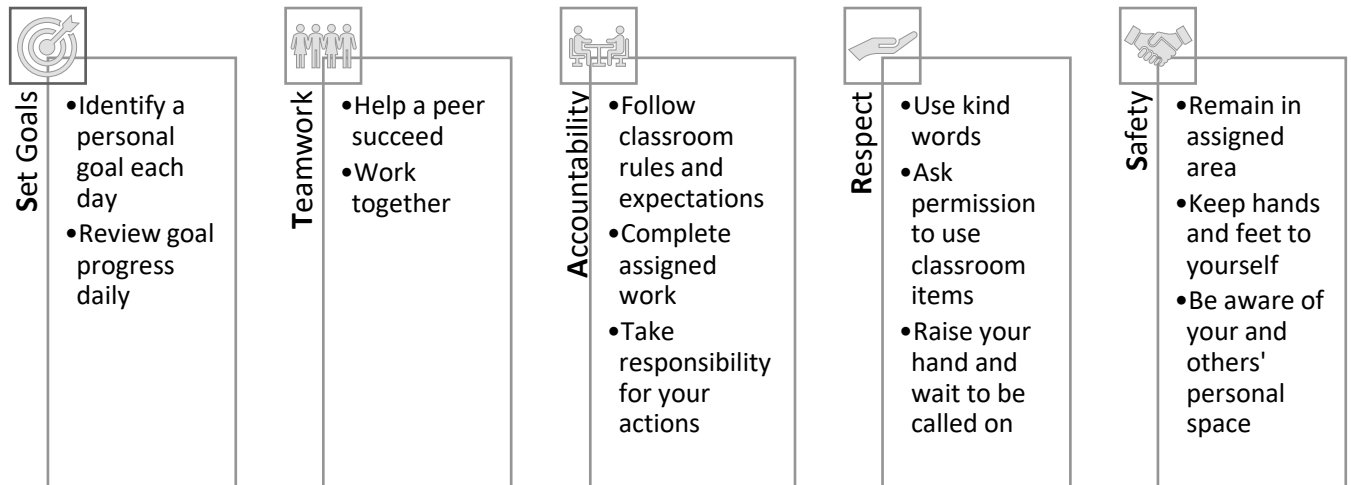 Set Goals
•Identify a
personal
goal each
day
•Review goal
progress
daily
Teamwork
•Help a peer
succeed
•Work
together
Accountability
•Follow
classroom
rules and
expectations
•Complete
assigned
work
•Take
responsibility
for your
actions
Respect
•Use kind
words
•Ask
permission
to use
classroom
items
•Raise your
hand and
wait to be
called on
Safety
•Remain in
assigned
area
•Keep hands
and feet to
yourself
•Be aware of
your and
others'
personal
space